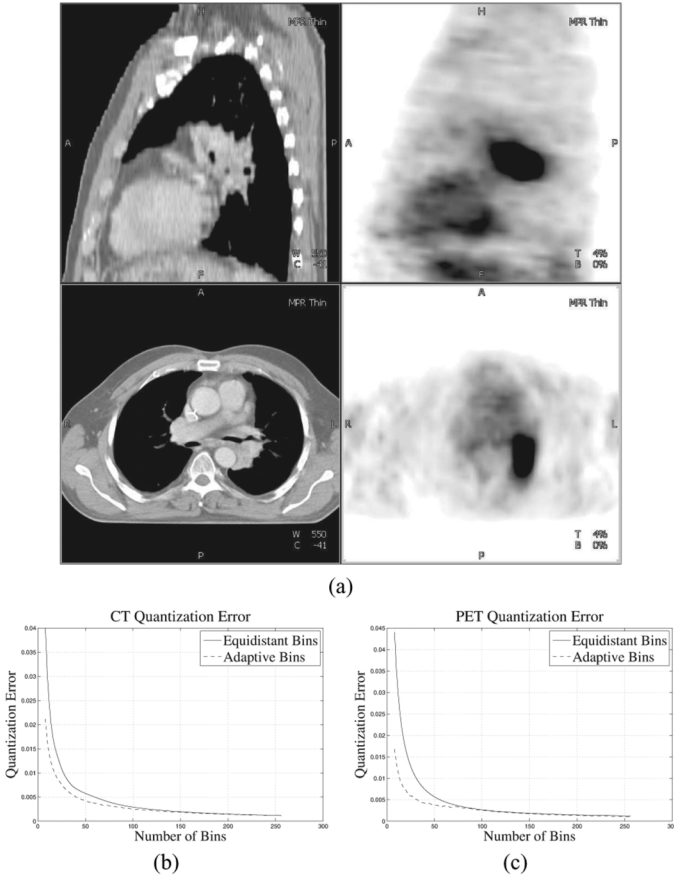 H
MPR Thin
A
P
W 550
C -41
F
H
MPR Thin
A
P
T 4%
B 0%
F
A
MPR Thin
R
L
W 550
C -41
P
A
MPR Thin
R
L
T 4%
B 0%
P
(a)
CT Quantization Error
Equidistant Bins
Adaptive Bins
Quantization Error
0.04
0.035
0.03
0.025
0.02
0.015
0.01
0.005
0
0 50 100 150 200 250 300
Number of Bins
(b)
PET Quantization Error
Equidistant Bins
Adaptive Bins
Quantization Error
0.045
0.04
0.035
0.03
0.025
0.02
0.015
0.01
0.005
0
0 50 100 150 200 250 300
Number of Bins
(c)